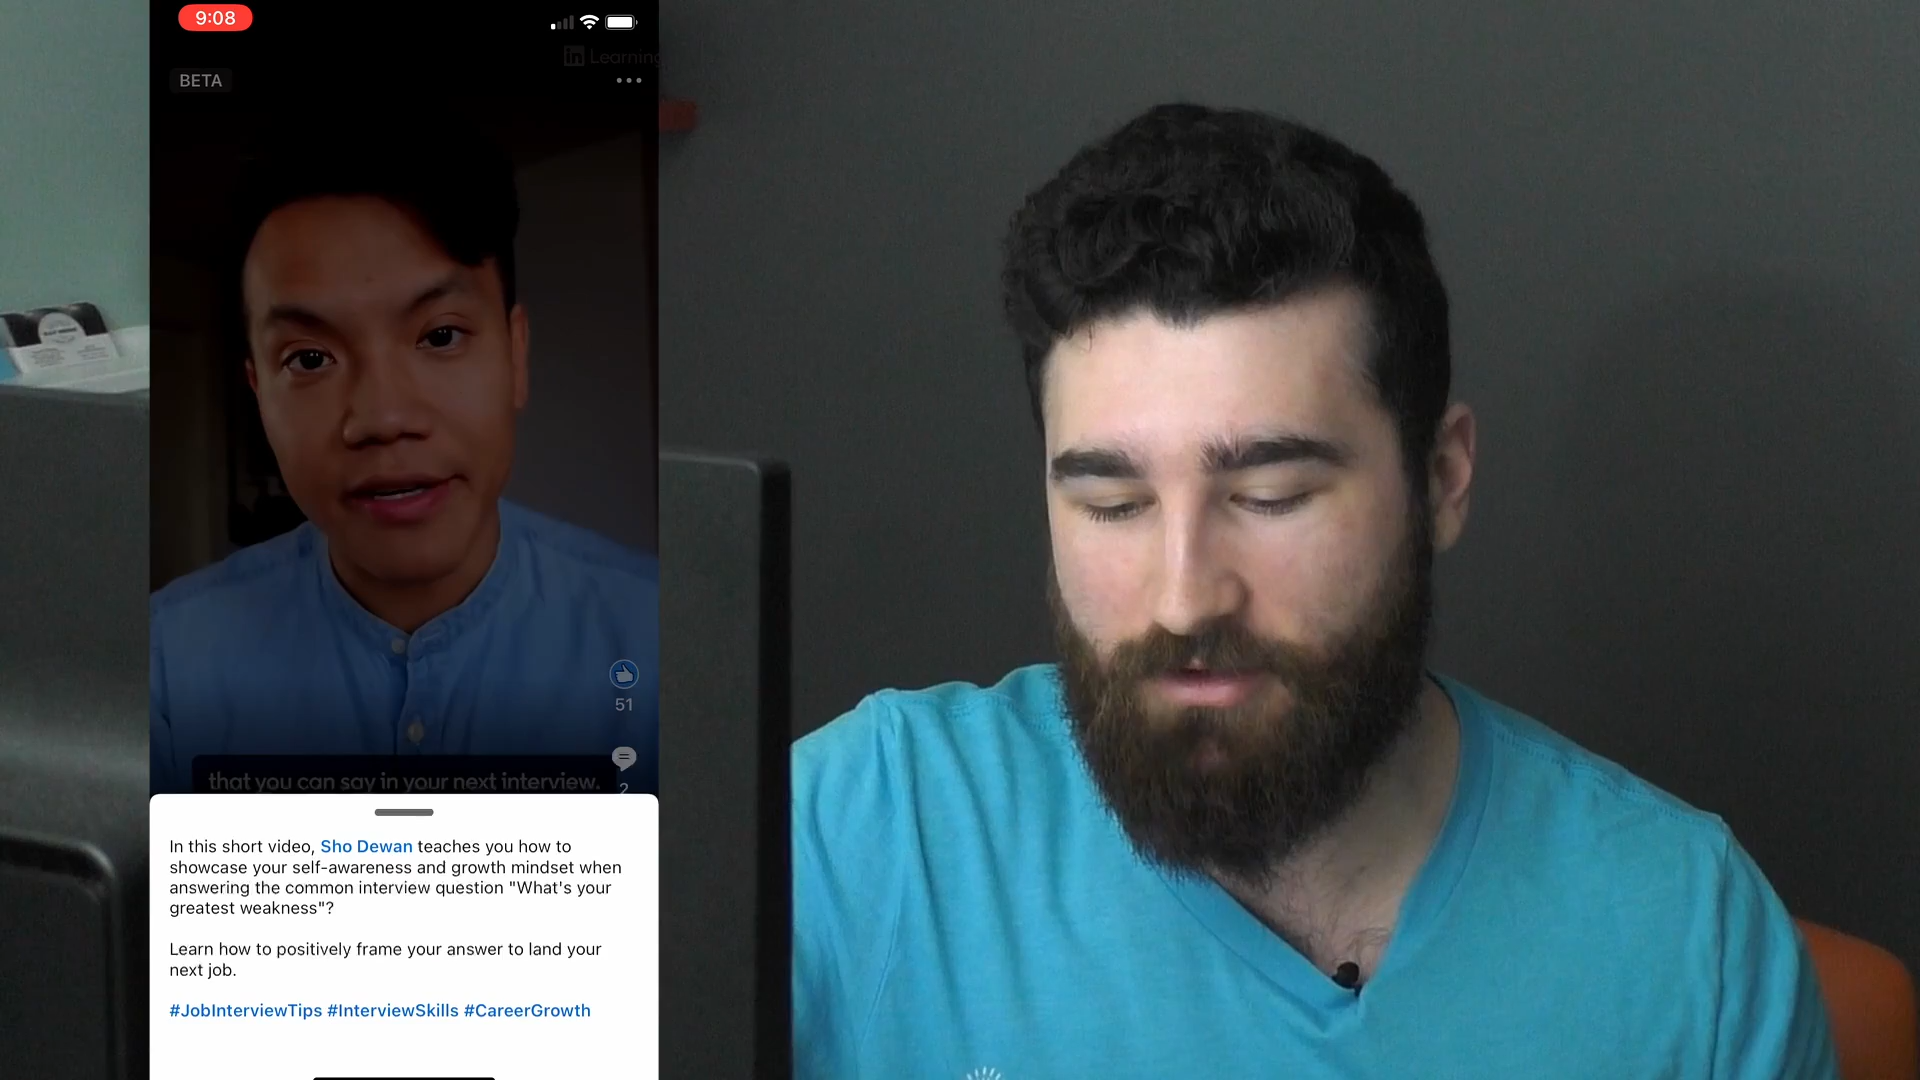 9:08
Learning
BETA
51
that you can say in your next interview.
2
In this short video, Sho Dewan teaches you how to
showcase your self-awareness and growth mindset when
answering the common interview question "What's your
greatest weakness"?
Learn how to positively frame your answer to land your
next job.
#JobInterviewTips #InterviewSkills #CareerGrowth